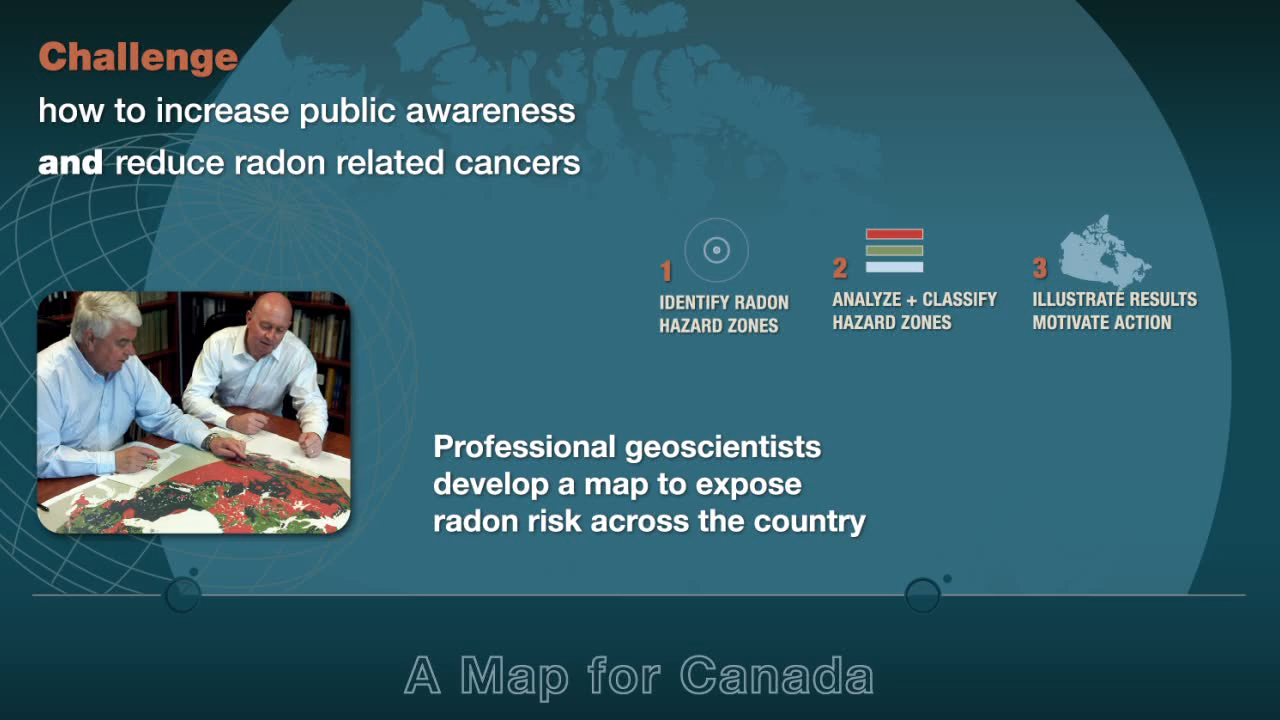 Challenge
how to increase public awareness
and reduce radon related cancers
1
IDENTIFY RADON
HAZARD ZONES
2
ANALYZE + CLASSIFY
HAZARD ZONES
3
ILLUSTRATE RESULTS
MOTIVATE ACTION
Professional geoscientists
develop a map to expose
radon risk across the country
A Map for Canada